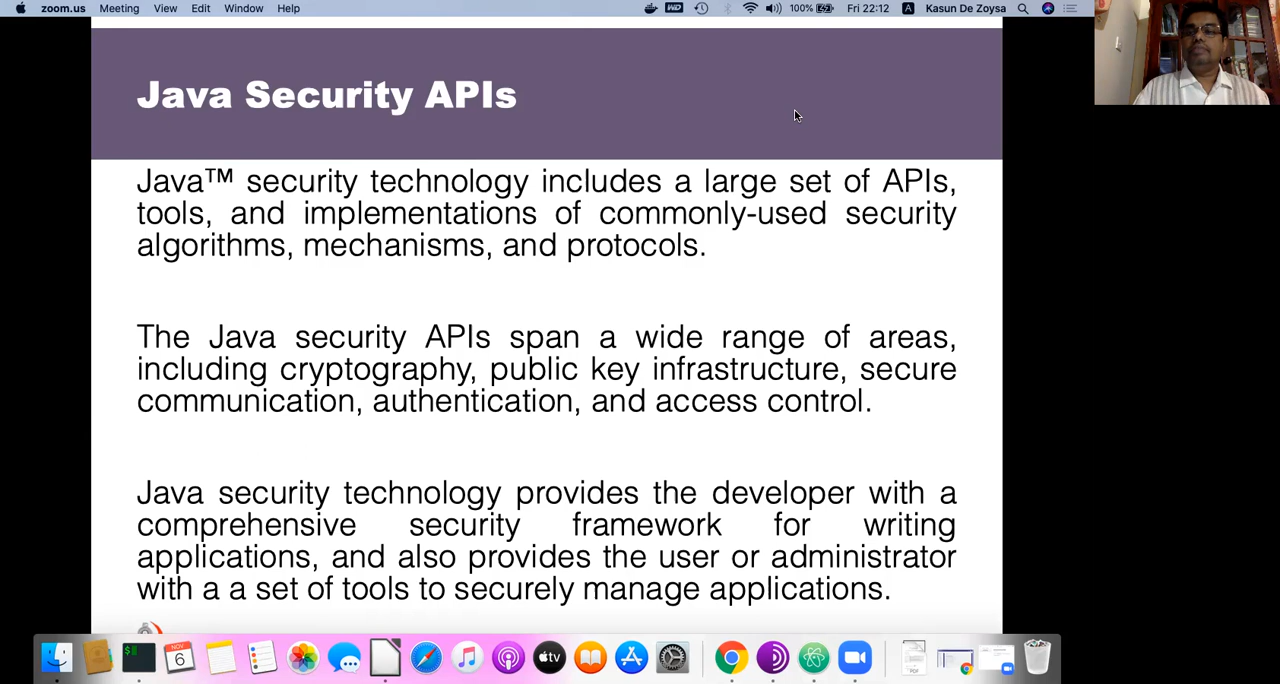 zoom.us Meeting View Edit Window Help 100% Fri 22:12 A Kasun De Zoysa
Java Security APIs
Java™ security technology includes a large set of APIs,
tools, and implementations of commonly-used security
algorithms, mechanisms, and protocols.
The Java security APIs span a wide range of areas,
including cryptography, public key infrastructure, secure
communication, authentication, and access control.
Java security technology provides the developer with a
comprehensive security framework for writing
applications, and also provides the user or administrator
with a a set of tools to securely manage applications.
NOV
6
tv